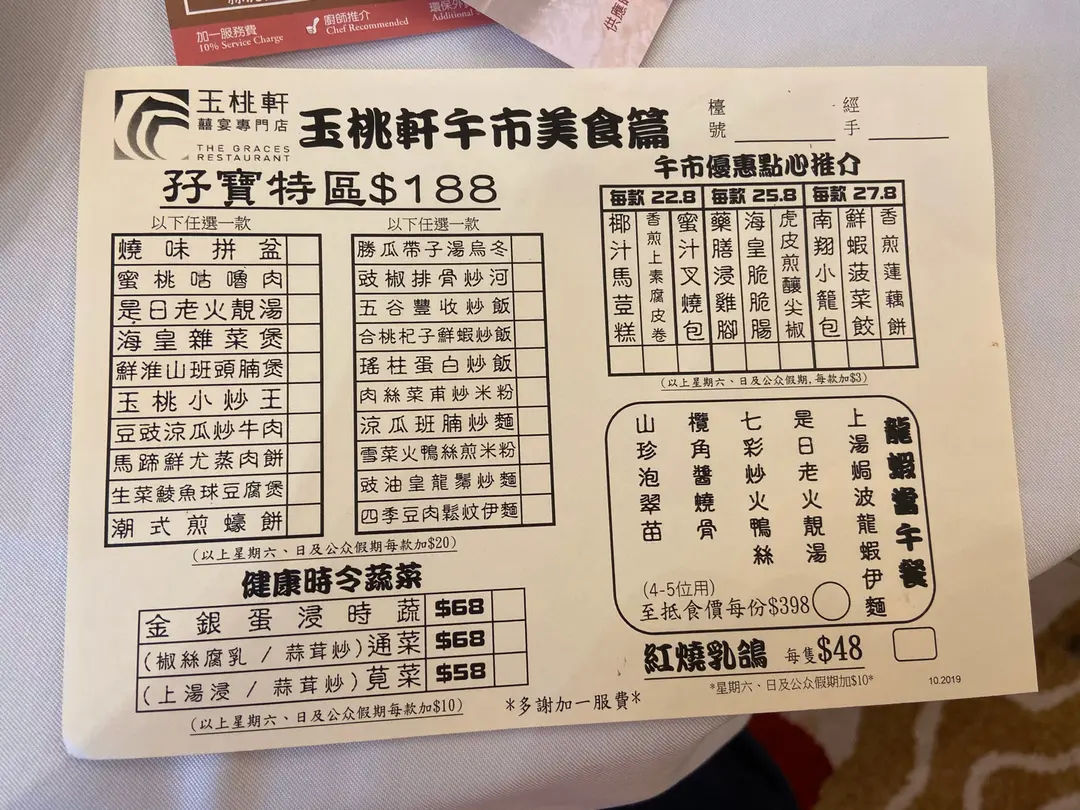 加一服務費
10% Service Charge
廚師推介
Chef Recommended
Additional
供應
玉桃軒
囍宴專門店
THE GRACES
RESTAURANT
玉桃軒午市美食篇
檯號
經手
孖寶特區$188
以下任選一款
燒味拼盆
蜜桃咕嚕肉
是日老火靚湯
海皇雜菜煲
鮮淮山班頭腩煲
玉桃小炒王
豆豉涼瓜炒牛肉
馬蹄鮮尤蒸肉餅
生菜鯪魚球豆腐煲
潮式煎蠔餅
以下任選一款
勝瓜帶子湯烏冬
豉椒排骨炒河
五谷豐收炒飯
合桃杞子鮮蝦炒飯
瑤柱蛋白炒飯
肉絲菜甫炒米粉
涼瓜班腩炒麵
雪菜火鴨絲煎米粉
豉油皇龍鬚炒麵
四季豆肉鬆炆伊麵
(以上星期六、日及公众假期每款加$20)
健康時令蔬菜
金銀蛋浸時蔬 $68
(椒絲腐乳 / 蒜茸炒)通菜 $68
(上湯浸 / 蒜茸炒)莧菜 $58
(以上星期六、日及公众假期每款加$10)
*多謝加一服費*
午市優惠點心推介
每款 22.8 每款 25.8 每款 27.8
椰汁馬荳糕
香煎上素腐皮卷
蜜汁叉燒包
藥膳浸雞腳
海皇脆脆腸
虎皮煎釀尖椒
南翔小籠包
鮮蝦菠菜餃
香煎蓮藕餅
(以上星期六、日及公众假期,每款加$3)
龍蝦當午餐
上湯焗波龍蝦伊麵
是日老火靚湯
七彩炒火鴨絲
欖角醬燒骨
山珍泡翠苗
(4-5位用)
至抵食價每份$398
紅燒乳鴿 每隻$48
*星期六、日及公众假期加$10*
10.2019